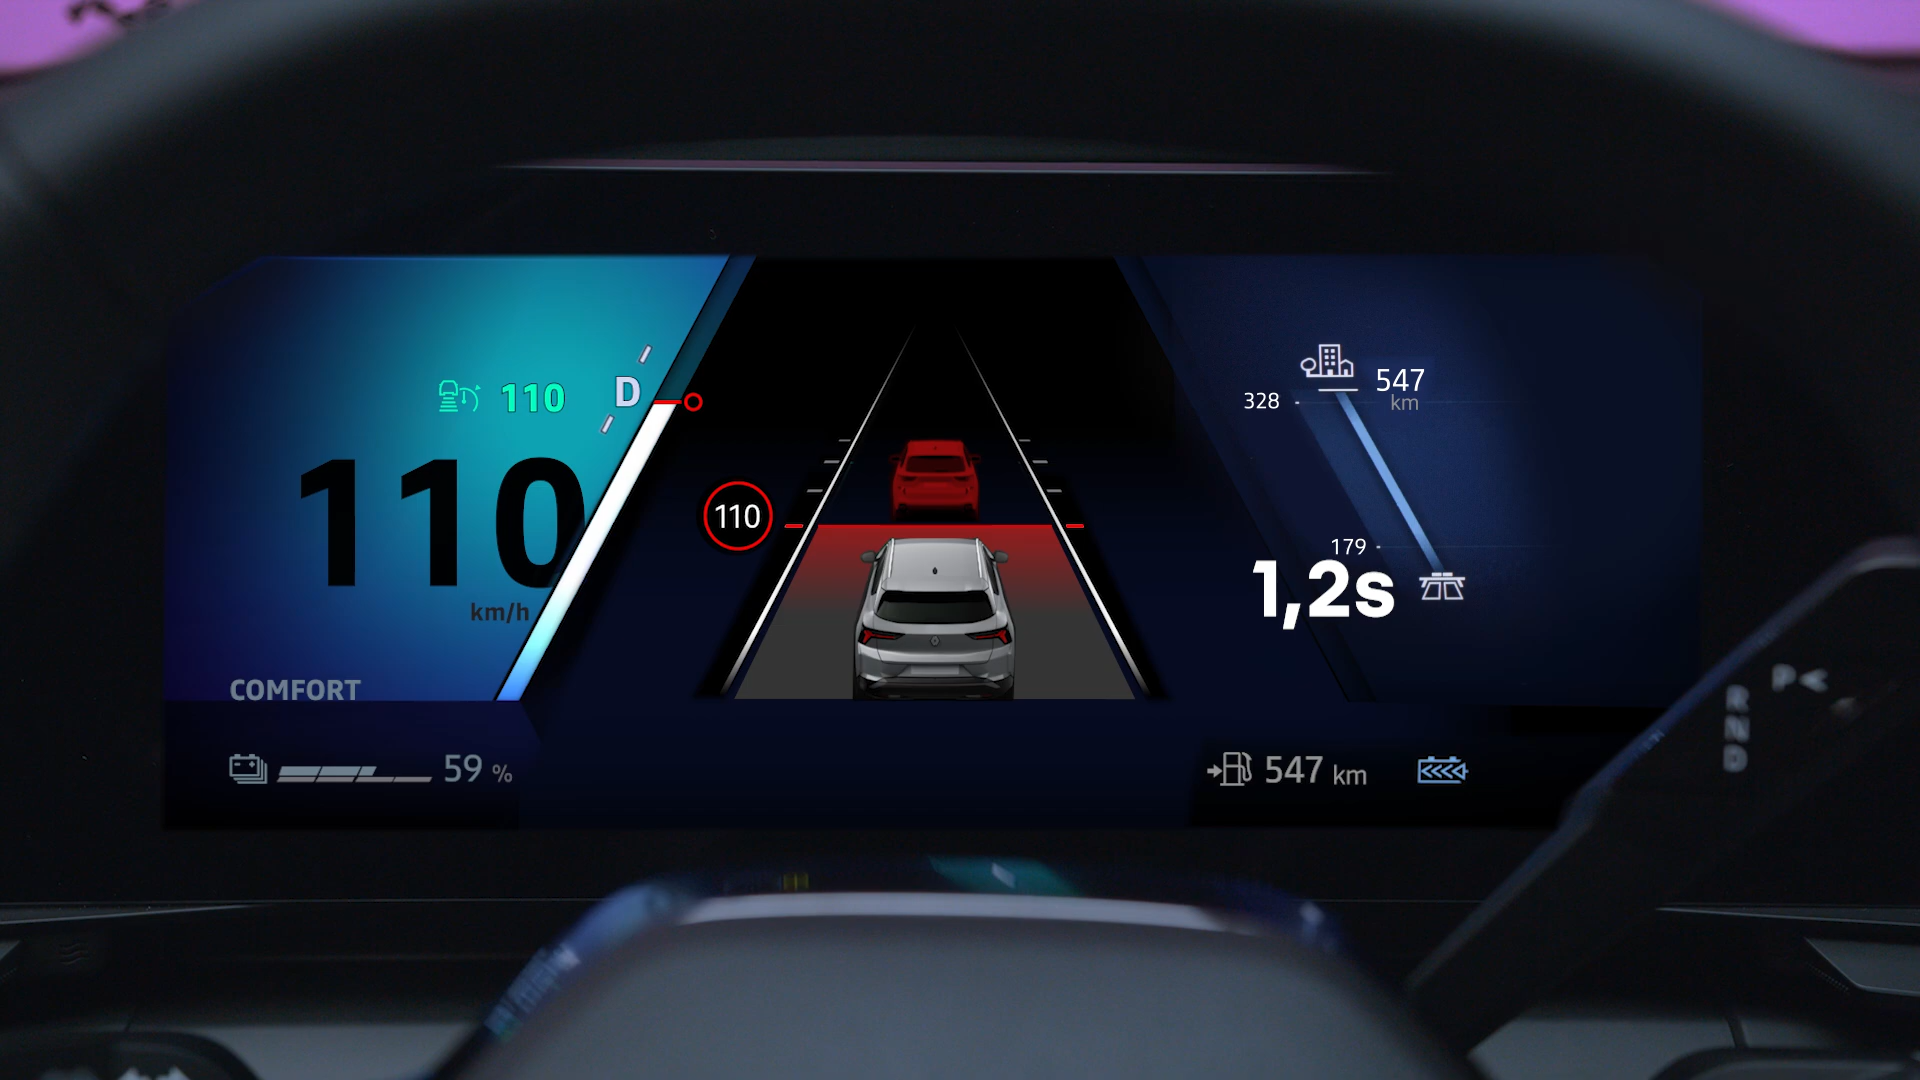 110 D
110
km/h
COMFORT
59 %
110
547
km
328
179
1,2s
547 km
P
R
N
D